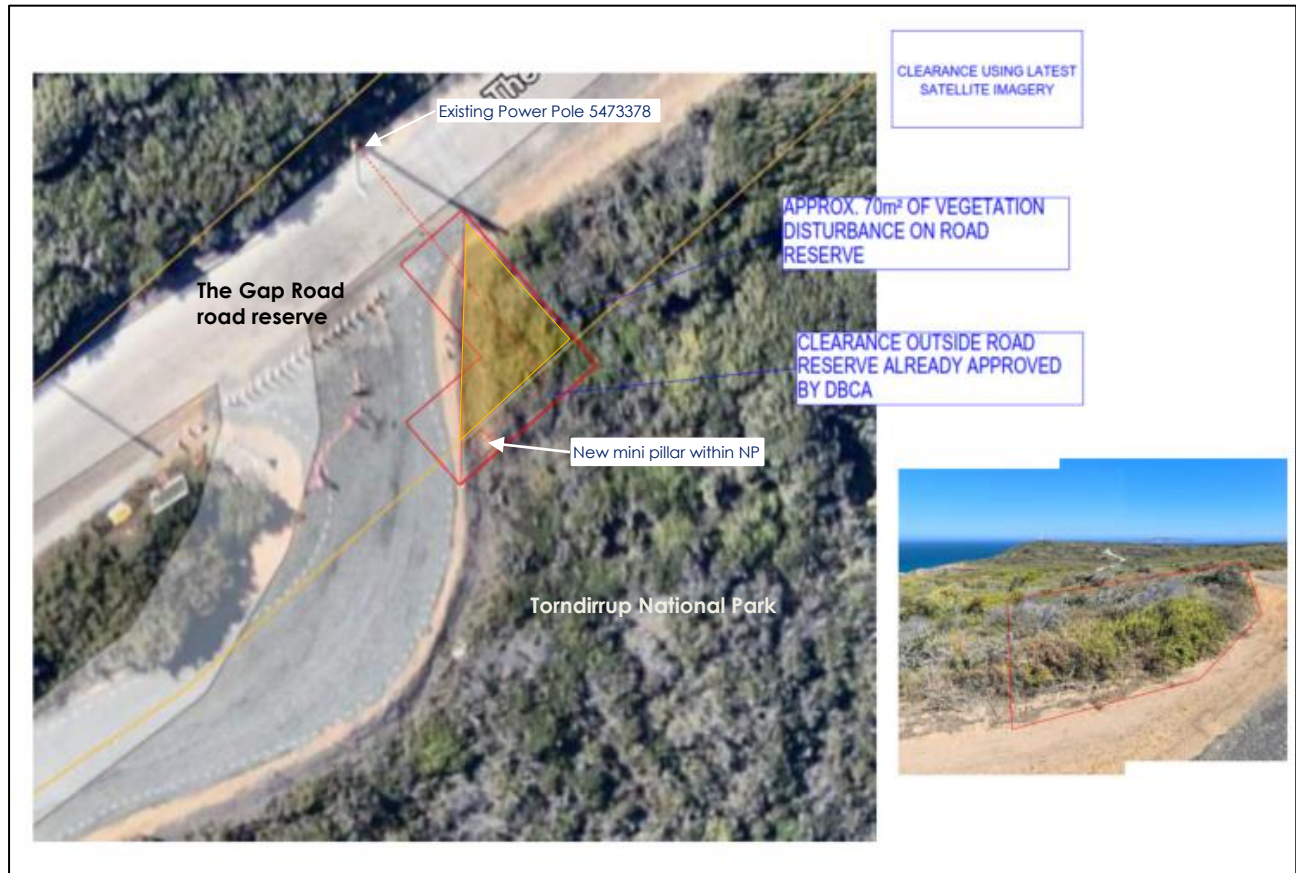 CLEARANCE USING LATEST
SATELLITE IMAGERY
The
Existing Power Pole 5473378
APPROX. 70m² OF VEGETATION
DISTURBANCE ON ROAD
RESERVE
The Gap Road
road reserve
CLEARANCE OUTSIDE ROAD
RESERVE ALREADY APPROVED
BY DBCA
New mini pillar within NP
Torndirrup National Park